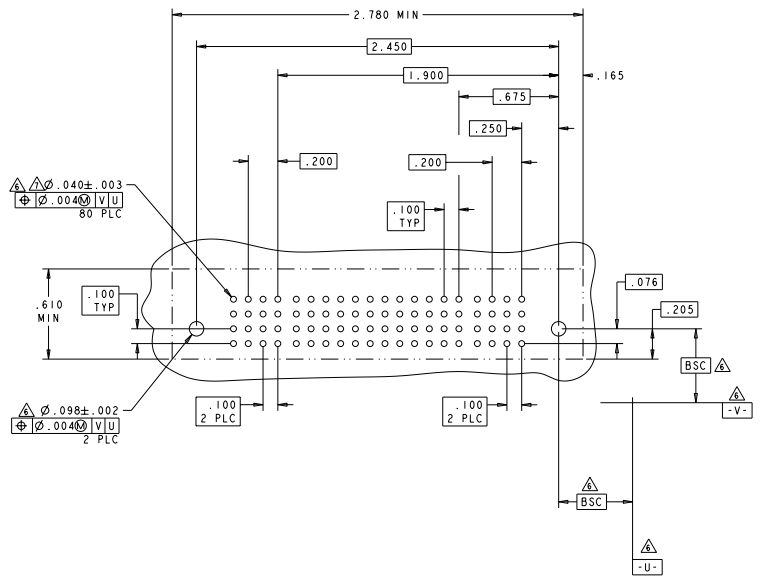 2.780 MIN
2.450
1.900
.165
.675
.250
.200
.200
6 7 Ø.040±.003
⌖ Ø.004Ⓜ V U
80 PLC
.100
TYP
.076
.100
TYP
.610
MIN
.205
BSC 6
6 Ø.098±.002
⌖ Ø.004Ⓜ V U
2 PLC
.100
2 PLC
.100
2 PLC
6
-V-
6
BSC
6
-U-